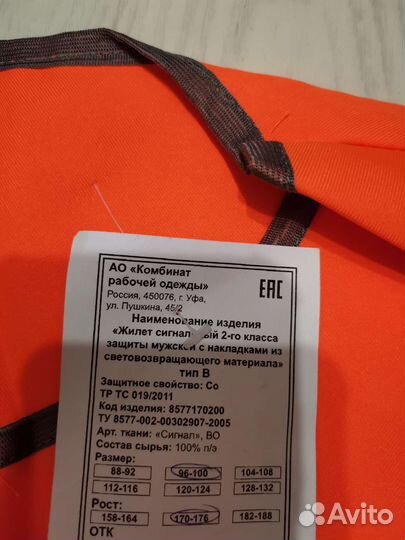 АО «Комбинат
рабочей одежды»
Россия, 450076, г. Уфа,
ул. Пушкина, 45/2
ЕАС
Наименование изделия
«Жилет сигнальный 2-го класса
защиты мужской с накладками из
световозвращающего материала»
тип В
Защитное свойство: Со
ТР ТС 019/2011
Код изделия: 8577170200
ТУ 8577-002-00302907-2005
Арт. ткани: «Сигнал», ВО
Состав сырья: 100% п/э
Размер:
88-92 96-100 104-108
112-116 120-124 128-132
Рост:
158-164 170-176 182-188
ОТК
Avito